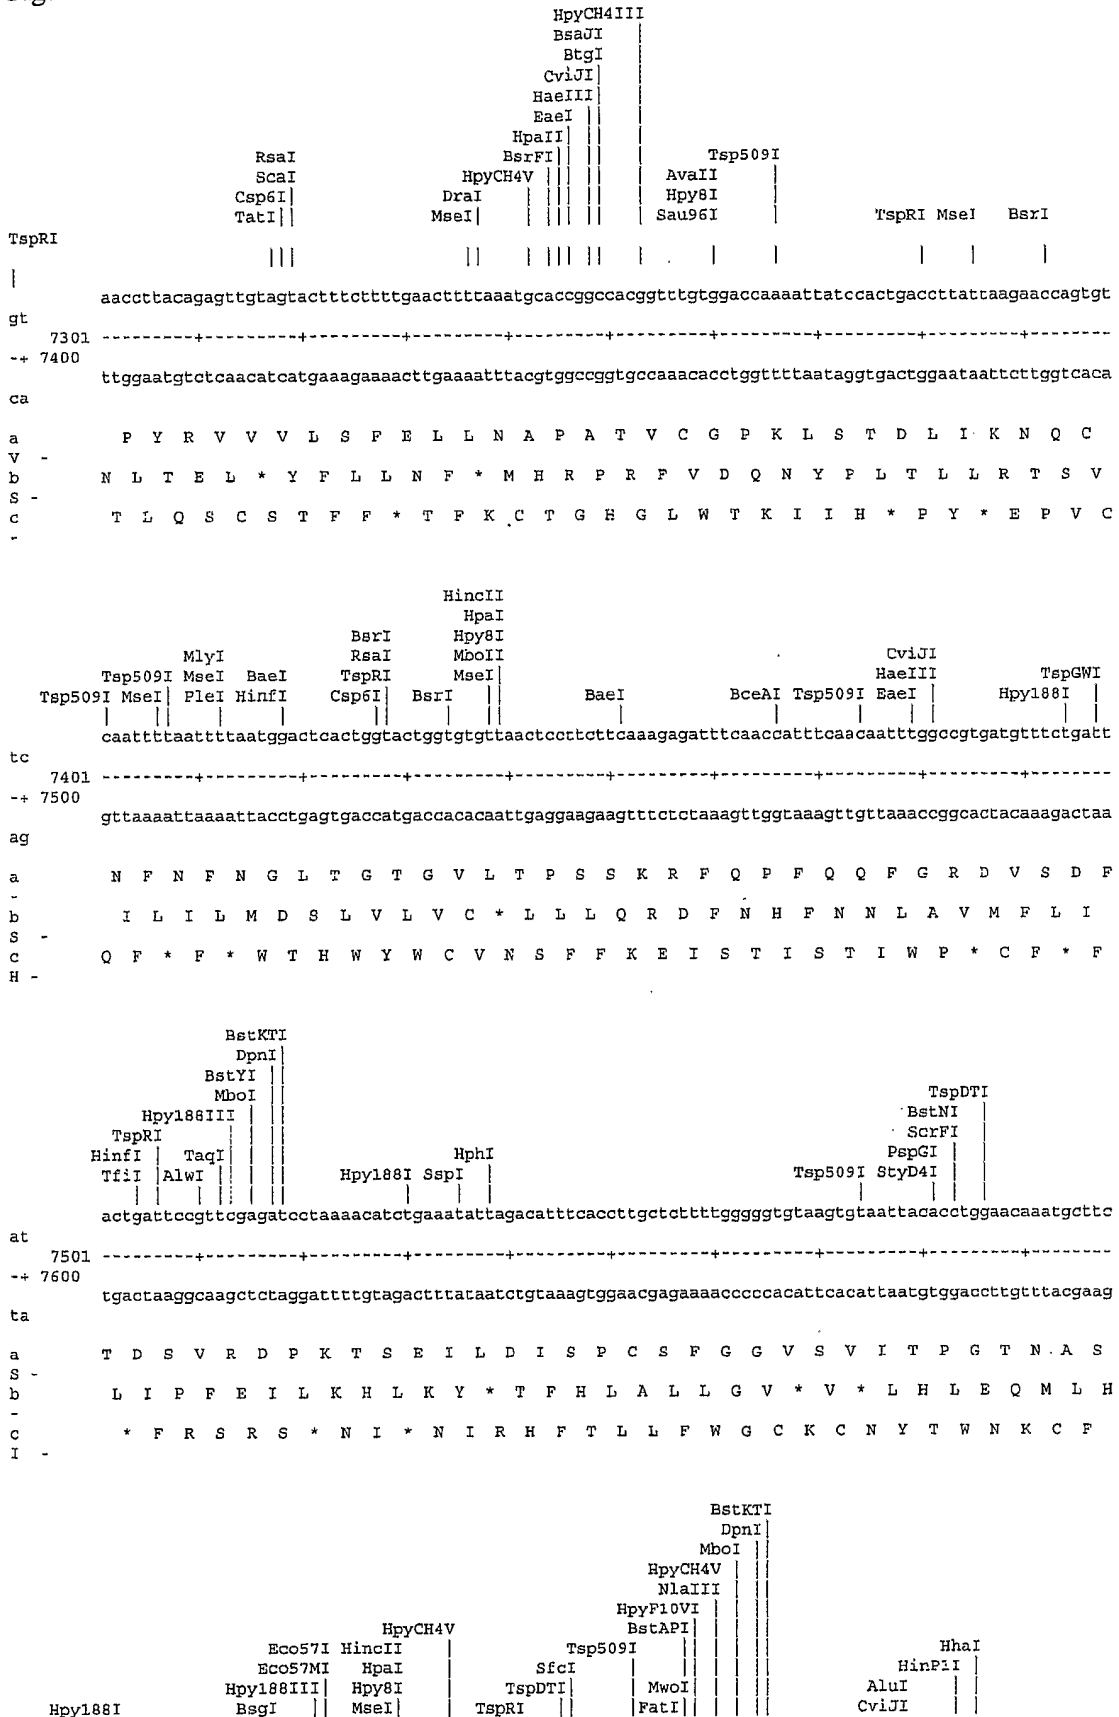 HpyCH4III
BsaJI
BtgI
CviJI
HaeIII
EaeI
HpaII
RsaI BsrFI Tsp509I
ScaI HpyCH4V AvaII
Csp6I DraI Hpy8I
TatI MseI Sau96I TspRI MseI BsrI
TspRI
aaccttacagagttgtagtactttcttttgaacttttaaatgcaccggccacggtttgtggaccaaaattatccactgaccttattaagaaccagtgt
gt
7301 ---------+---------+---------+---------+---------+---------+---------+---------+---------+--------
-+ 7400
ttggaatgtctcaacatcatgaaagaaaacttgaaaatttacgtggccggtgccaaacacctggttttaataggtgactggaataattcttggtcaca
ca
a P Y R V V V L S F E L L N A P A T V C G P K L S T D L I K N Q C
V -
b N L T E L * Y F L L N F * M H R P R F V D Q N Y P L T L L R T S V
S -
c T L Q S C S T F F * T F K C T G H G L W T K I I H * P Y * E P V C
-
HincII
HpaI
BsrI Hpy8I
MlyI RsaI MboII CviJI
Tsp509I MseI BaeI TspRI MseI HaeIII TspGWI
Tsp509I MseI PleI HinfI Csp6I BsrI BaeI BceAI Tsp509I EaeI Hpy188I
caattttaattttaatggactcactggtactggtgtgttaactccttcttcaaagagatttcaaccatttcaacaatttggccgtgatgtttctgatt
tc
7401 ---------+---------+---------+---------+---------+---------+---------+---------+---------+--------
-+ 7500
gttaaaattaaaattacctgagtgaccatgaccacacaattgaggaagaagtttctctaaagttggtaaagttgttaaaccggcactacaaagactaa
ag
a N F N F N G L T G T G V L T P S S K R F Q P F Q Q F G R D V S D F
-
b I L I L M D S L V L V C * L L L Q R D F N H F N N L A V M F L I
S -
c Q F * F * W T H W Y W C V N S F F K E I S T I S T I W P * C F * F
H -
BstKTI
DpnI
BstYI
MboI
Hpy188III TspDTI
TspRI BstNI
HinfI TaqI HphI ScrFI
TfiI AlwI Hpy188I SspI PspGI
Tsp509I StyD4I
actgattccgttcgagatcctaaaacatctgaaatattagacatttcaccttgctcttttgggggtgtaagtgtaattacacctggaacaaatgcttc
at
7501 ---------+---------+---------+---------+---------+---------+---------+---------+---------+--------
-+ 7600
tgactaaggcaagctctaggattttgtagactttataatctgtaaagtggaacgagaaaacccccacattcacattaatgtggaccttgtttacgaag
ta
a T D S V R D P K T S E I L D I S P C S F G G V S V I T P G T N A S
S -
b L I P F E I L K H L K Y * T F H L A L L G V * V * L H L E Q M L H
-
c * F R S R S * N I * N I R H F T L L F W G C K C N Y T W N K C F
I -
BstKTI
DpnI
MboI
HpyCH4V
NlaIII
HpyF10VI
HpyCH4V BstAPI
Eco57I HincII Tsp509I HhaI
Eco57MI HpaI SfcI HinP1I
Hpy188III Hpy8I TspDTI MwoI AluI
Hpy188I BsgI MseI TspRI FatI CviJI